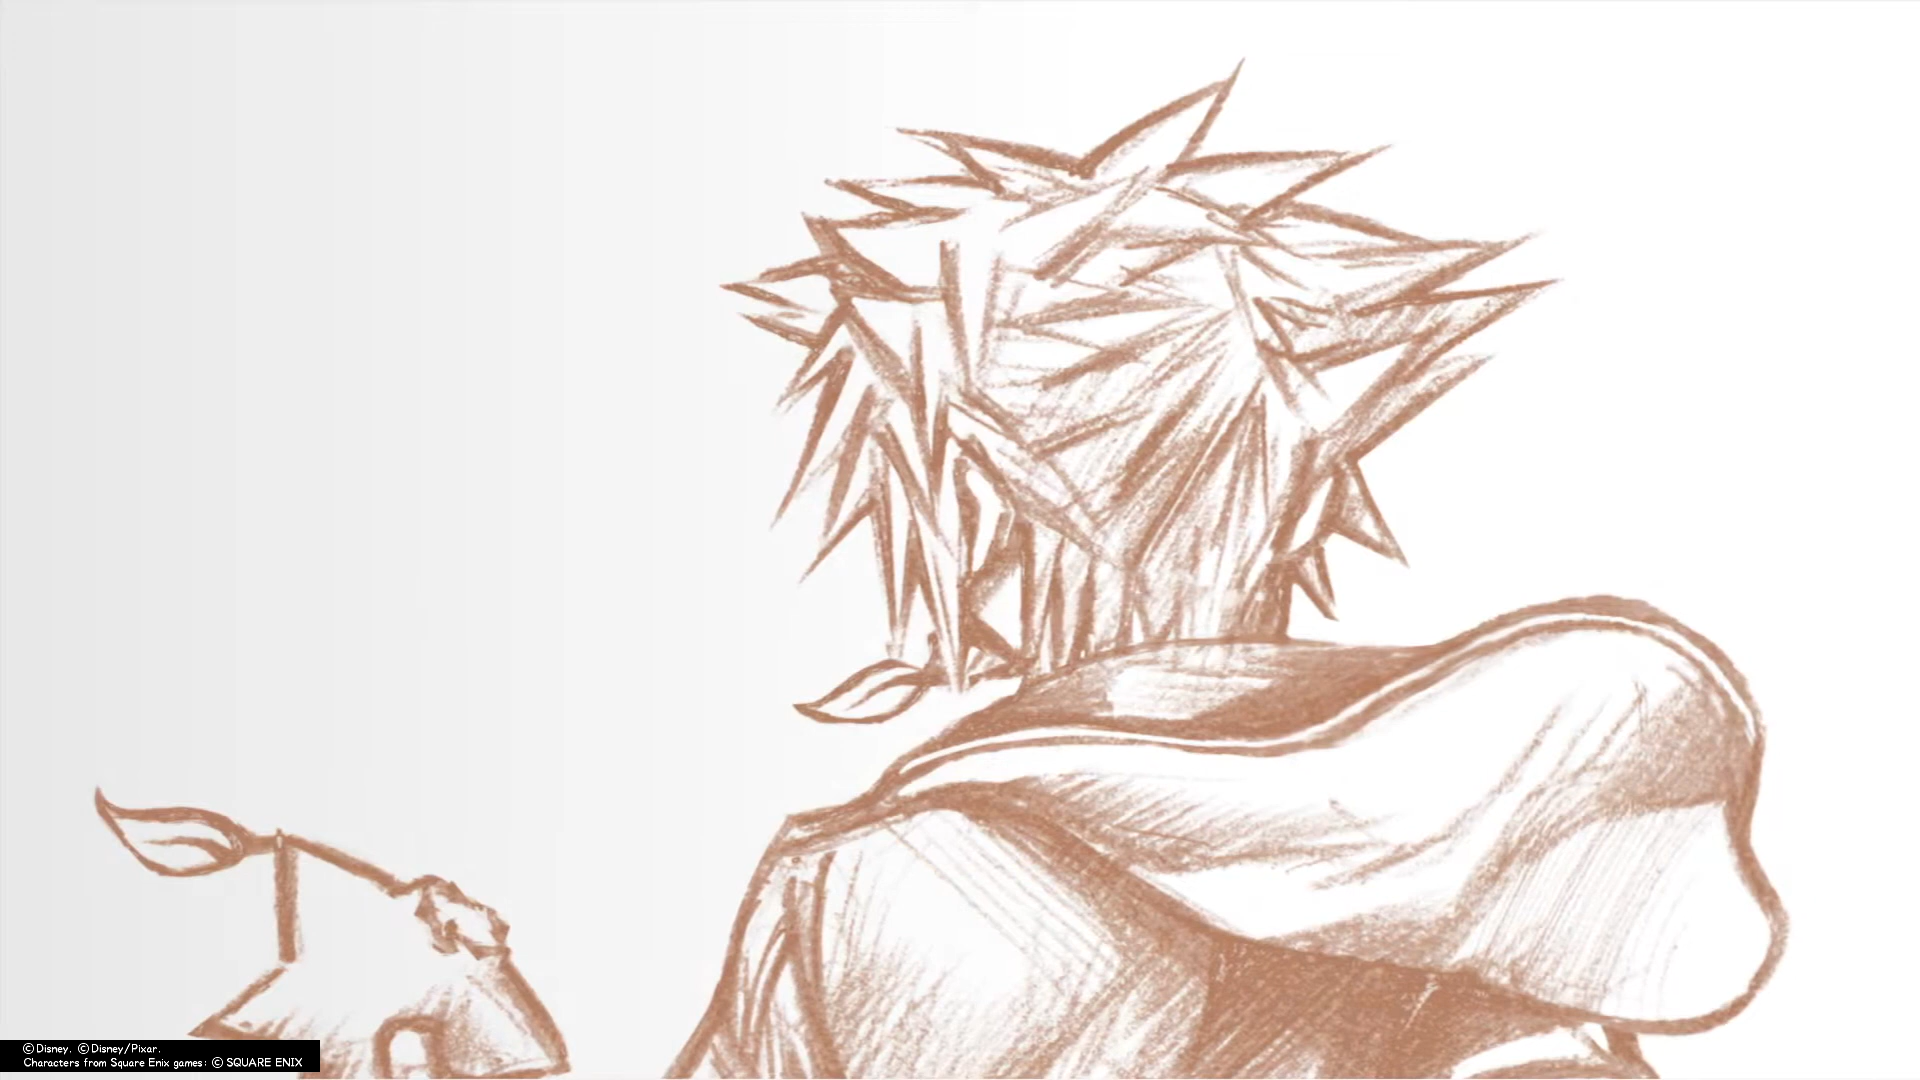 ©Disney. ©Disney/Pixar.
Characters from Square Enix games: © SQUARE ENIX